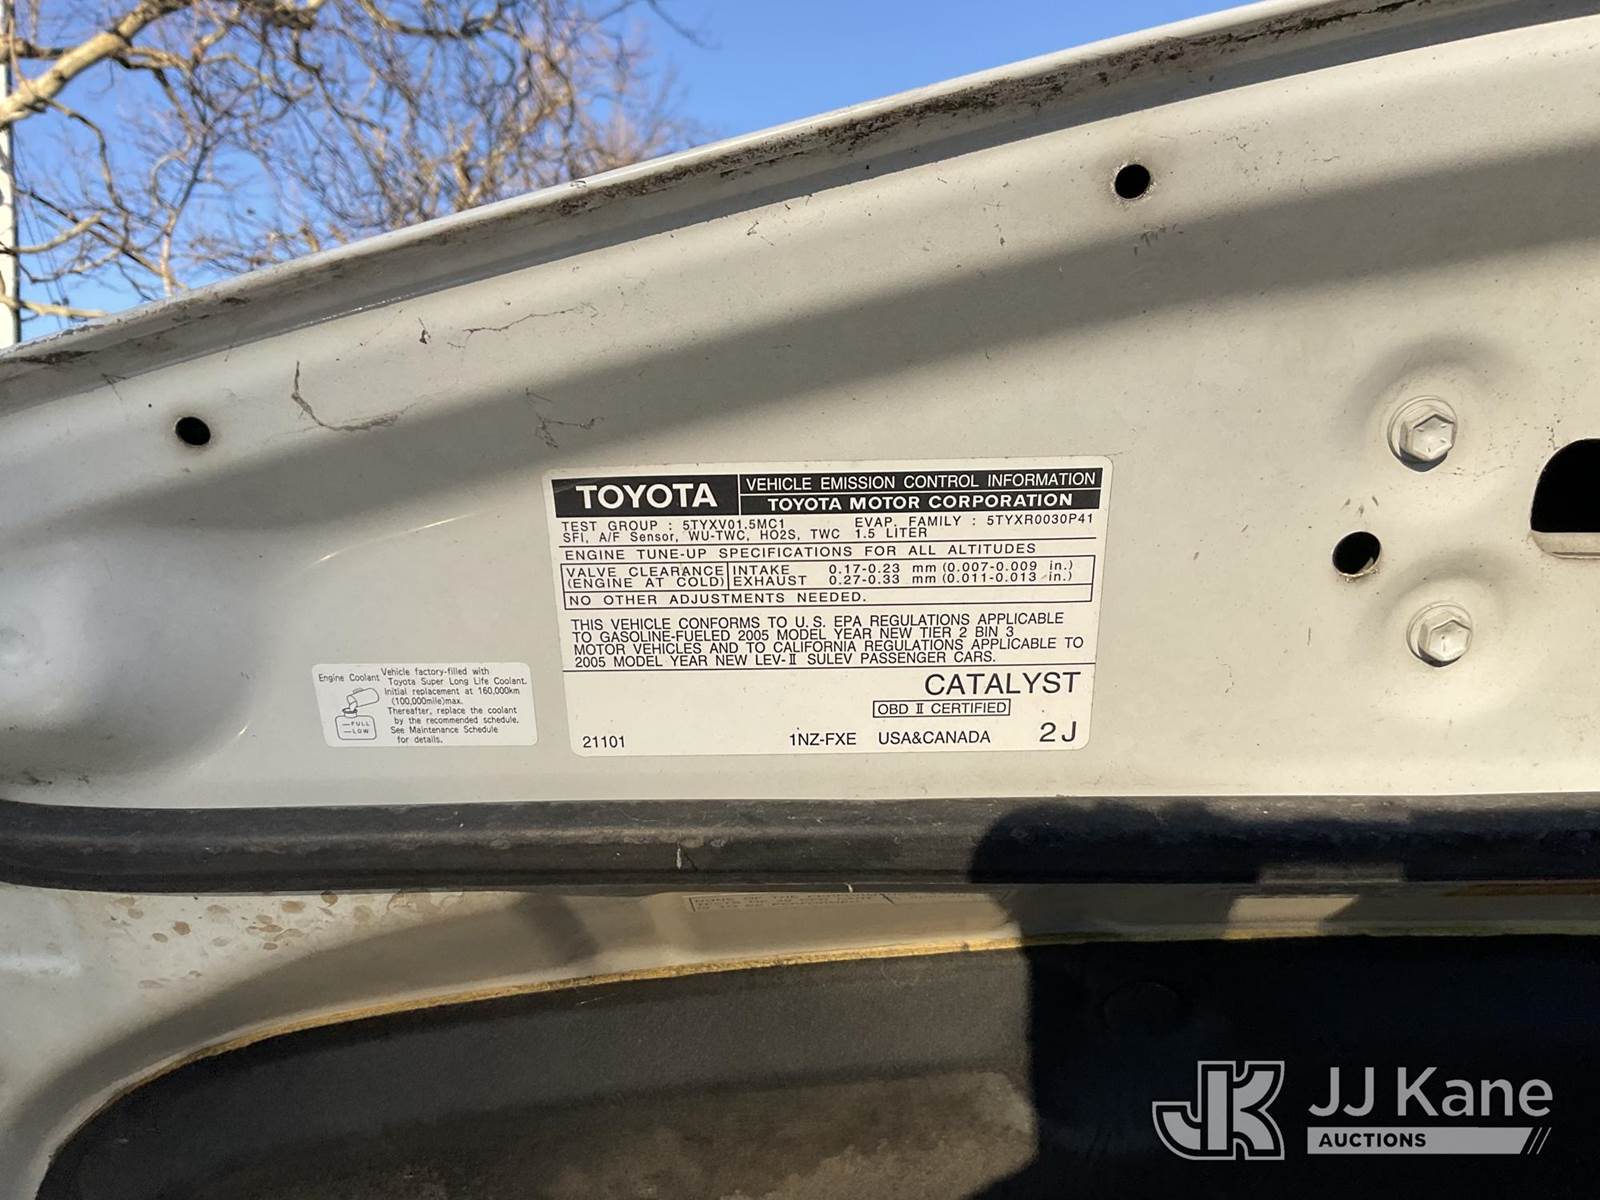 TOYOTA
VEHICLE EMISSION CONTROL INFORMATION
TOYOTA MOTOR CORPORATION
TEST GROUP : 5TYXV01.5MC1 EVAP. FAMILY : 5TYXR0030P41
SFI, A/F Sensor, WU-TWC, HO2S, TWC 1.5 LITER
ENGINE TUNE-UP SPECIFICATIONS FOR ALL ALTITUDES
VALVE CLEARANCE INTAKE 0.17-0.23 mm (0.007-0.009 in.)
(ENGINE AT COLD) EXHAUST 0.27-0.33 mm (0.011-0.013 in.)
NO OTHER ADJUSTMENTS NEEDED.
THIS VEHICLE CONFORMS TO U.S. EPA REGULATIONS APPLICABLE
TO GASOLINE-FUELED 2005 MODEL YEAR NEW TIER 2 BIN 3
MOTOR VEHICLES AND TO CALIFORNIA REGULATIONS APPLICABLE TO
2005 MODEL YEAR NEW LEV-II SULEV PASSENGER CARS.
CATALYST
OBD II CERTIFIED
21101 1NZ-FXE USA&CANADA 2J
Engine Coolant
Vehicle factory-filled with
Toyota Super Long Life Coolant.
Initial replacement at 160,000km
(100,000mile)max.
Thereafter, replace the coolant
by the recommended schedule.
See Maintenance Schedule
for details.
—FULL
—LOW
JK
JJ Kane
AUCTIONS